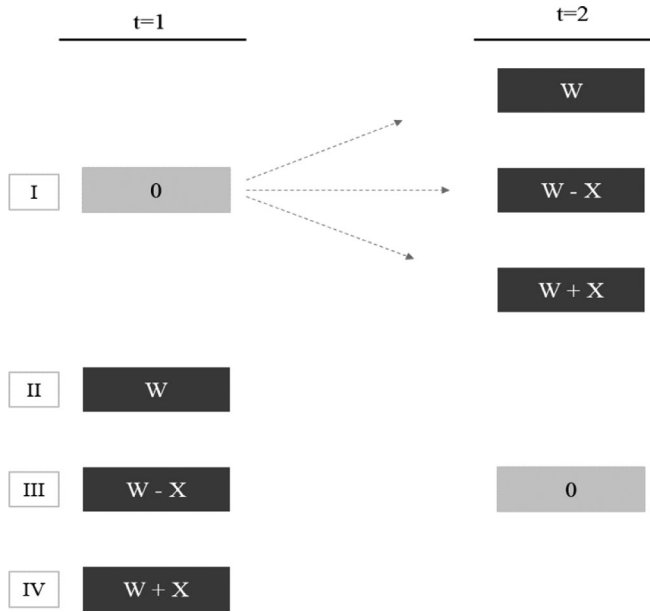 t=1
t=2
W
I
0
W - X
W + X
II
W
III
W - X
0
IV
W + X